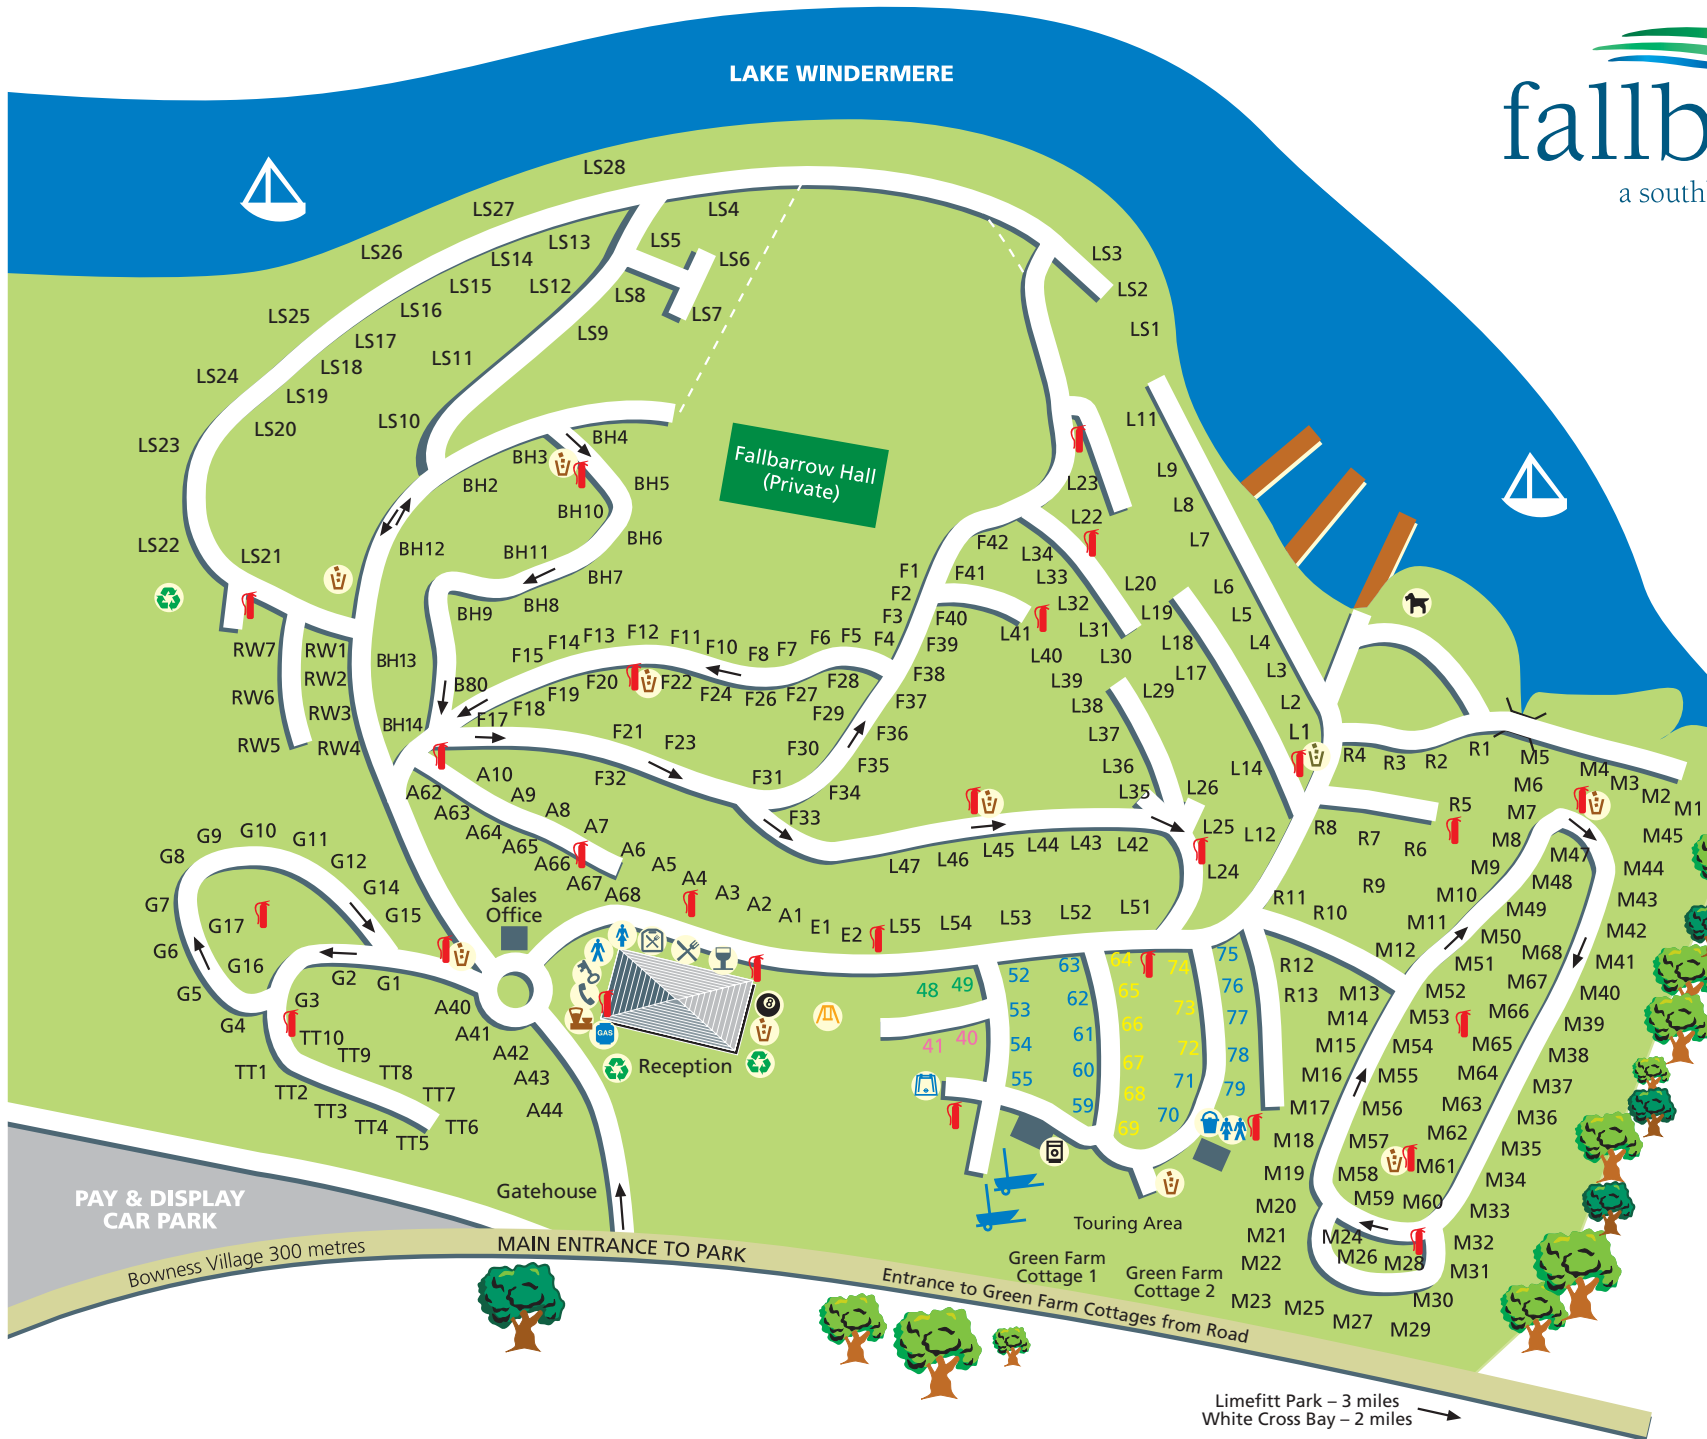 LAKE WINDERMERE
fallb
a south
LS28
LS27
LS4
LS26
LS13
LS5
LS14
LS6
LS3
LS15
LS12
LS8
LS2
LS25
LS16
LS7
LS1
LS17
LS9
LS24
LS18
LS11
LS19
LS10
L11
LS23
LS20
BH4
BH3
Fallbarrow Hall
(Private)
L9
BH2
BH5
L23
L8
BH10
L22
L7
LS22
LS21
BH12
BH11
BH6
F42
L34
F1
F41
L33
L20
L6
BH7
F2
BH9
BH8
F3
F40
L32
L19
L5
RW7
RW1
F14
F13
F12
F11
F10
F8
F7
F6
F5
F4
F39
L41
L31
L18
L4
BH13
F15
L40
L30
RW2
B80
F19
F20
F22
F24
F26
F27
F28
F38
L39
L29
L17
L3
RW6
RW3
BH14
F17
F18
F29
F37
L38
L2
RW5
RW4
F21
F23
F30
F36
L37
L1
R4
R3
R2
R1
M5
A10
F32
F31
F35
L36
L14
M4
M3
A62
A9
F34
L35
L26
M6
M2
M1
A63
A8
F33
R5
M7
G9
G10
G11
A64
A7
L25
L12
R8
R7
M8
M45
G8
G12
A65
A6
L47
L46
L45
L44
L43
L42
R6
M9
M47
A66
A5
L24
M44
G7
G14
A67
A4
R9
M48
G15
A68
A3
R11
M10
M43
G17
Sales
Office
A2
A1
E1
E2
L55
L54
L53
L52
L51
R10
M11
M49
M42
G6
G16
M12
M50
M68
M41
G5
G2
G1
48
49
52
63
64
74
75
R12
M51
M67
M40
G4
G3
A40
53
62
65
73
76
R13
M13
M52
M66
M39
TT10
A41
41
40
54
61
66
72
77
M14
M53
M65
M38
TT9
A42
Reception
55
60
67
71
78
M15
M54
M64
M37
TT1
TT8
A43
59
68
70
79
M16
M55
M63
M36
TT2
TT7
A44
69
M17
M56
M62
M35
TT3
TT6
M18
M57
M61
M34
TT4
TT5
M19
M58
M33
GAS
8
PAY & DISPLAY
CAR PARK
Gatehouse
M20
M59
M60
M32
Touring Area
M21
M24
M31
MAIN ENTRANCE TO PARK
Bowness Village 300 metres
Green Farm
Cottage 1
Green Farm
Cottage 2
M22
M26
M28
M30
Entrance to Green Farm Cottages from Road
M23
M25
M27
M29
Limefitt Park – 3 miles
White Cross Bay – 2 miles